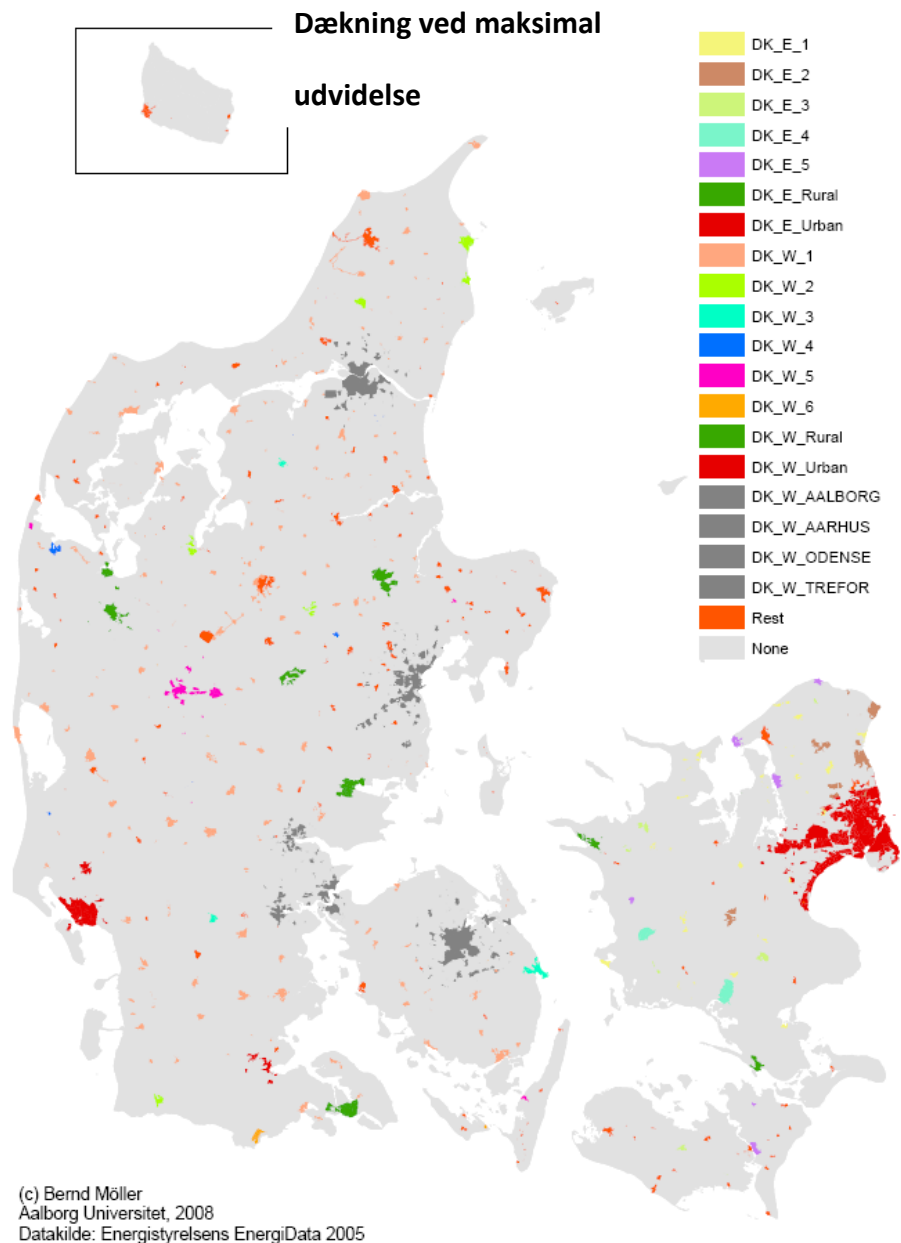 Dækning ved maksimal
udvidelse
DK_E_1
DK_E_2
DK_E_3
DK_E_4
DK_E_5
DK_E_Rural
DK_E_Urban
DK_W_1
DK_W_2
DK_W_3
DK_W_4
DK_W_5
DK_W_6
DK_W_Rural
DK_W_Urban
DK_W_AALBORG
DK_W_AARHUS
DK_W_ODENSE
DK_W_TREFOR
Rest
None
(c) Bernd Möller
Aalborg Universitet, 2008
Datakilde: Energistyrelsens EnergiData 2005